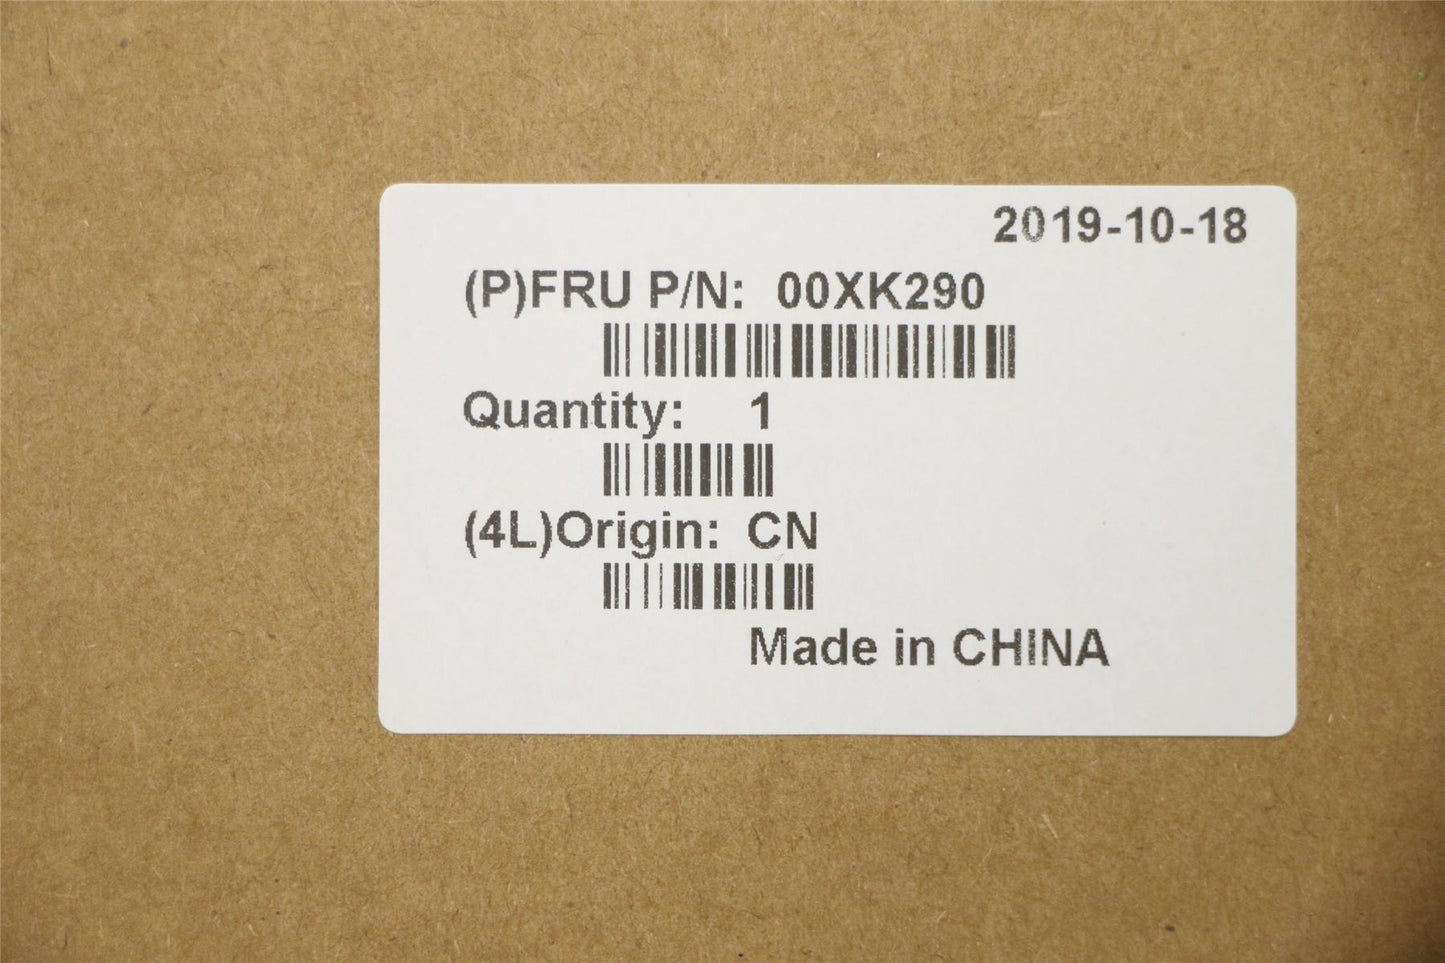 2019-10-18
(P)FRU P/N: 00XK290
Quantity: 1
(4L)Origin: CN
Made in CHINA